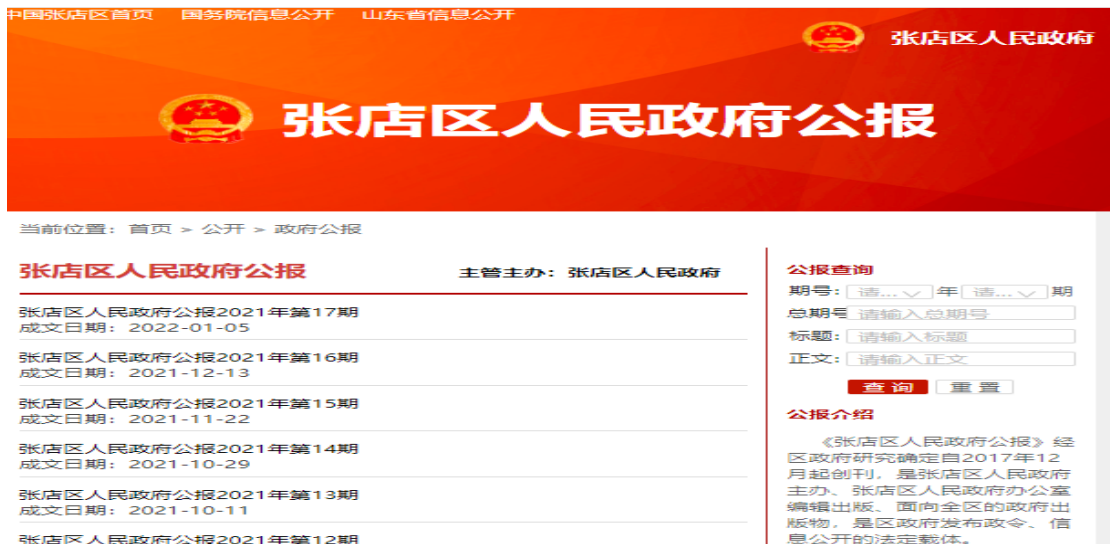 中国张店区首页 国务院信息公开 山东省信息公开
张店区人民政府
张店区人民政府公报
当前位置：首页 > 公开 > 政府公报
张店区人民政府公报
主管主办：张店区人民政府
张店区人民政府公报2021年第17期
成文日期：2022-01-05
张店区人民政府公报2021年第16期
成文日期：2021-12-13
张店区人民政府公报2021年第15期
成文日期：2021-11-22
张店区人民政府公报2021年第14期
成文日期：2021-10-29
张店区人民政府公报2021年第13期
成文日期：2021-10-11
张店区人民政府公报2021年第12期
公报查询
期号：请... 年 请... 期
总期号 请输入总期号
标题：请输入标题
正文：请输入正文
查询 重置
公报介绍
《张店区人民政府公报》经
区政府研究确定自2017年12
月起创刊，是张店区人民政府
主办、张店区人民政府办公室
编辑出版、面向全区的政府出
版物，是区政府发布政令、信
息公开的法定载体。